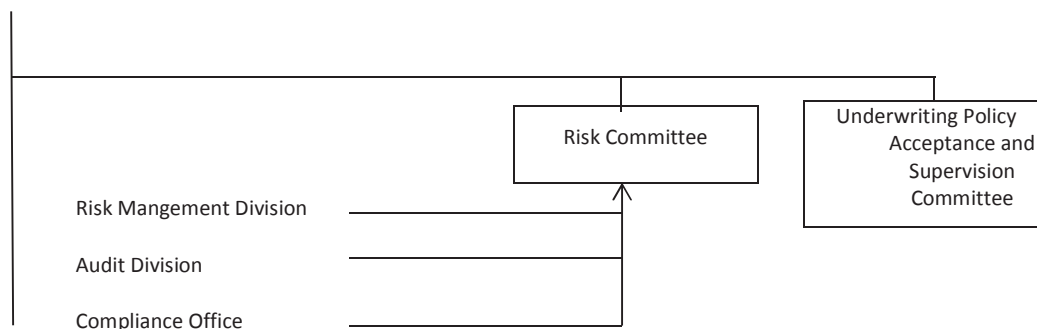 Risk Committee
Underwriting Policy
Acceptance and
Supervision
Committee
Risk Mangement Division
Audit Division
Compliance Office